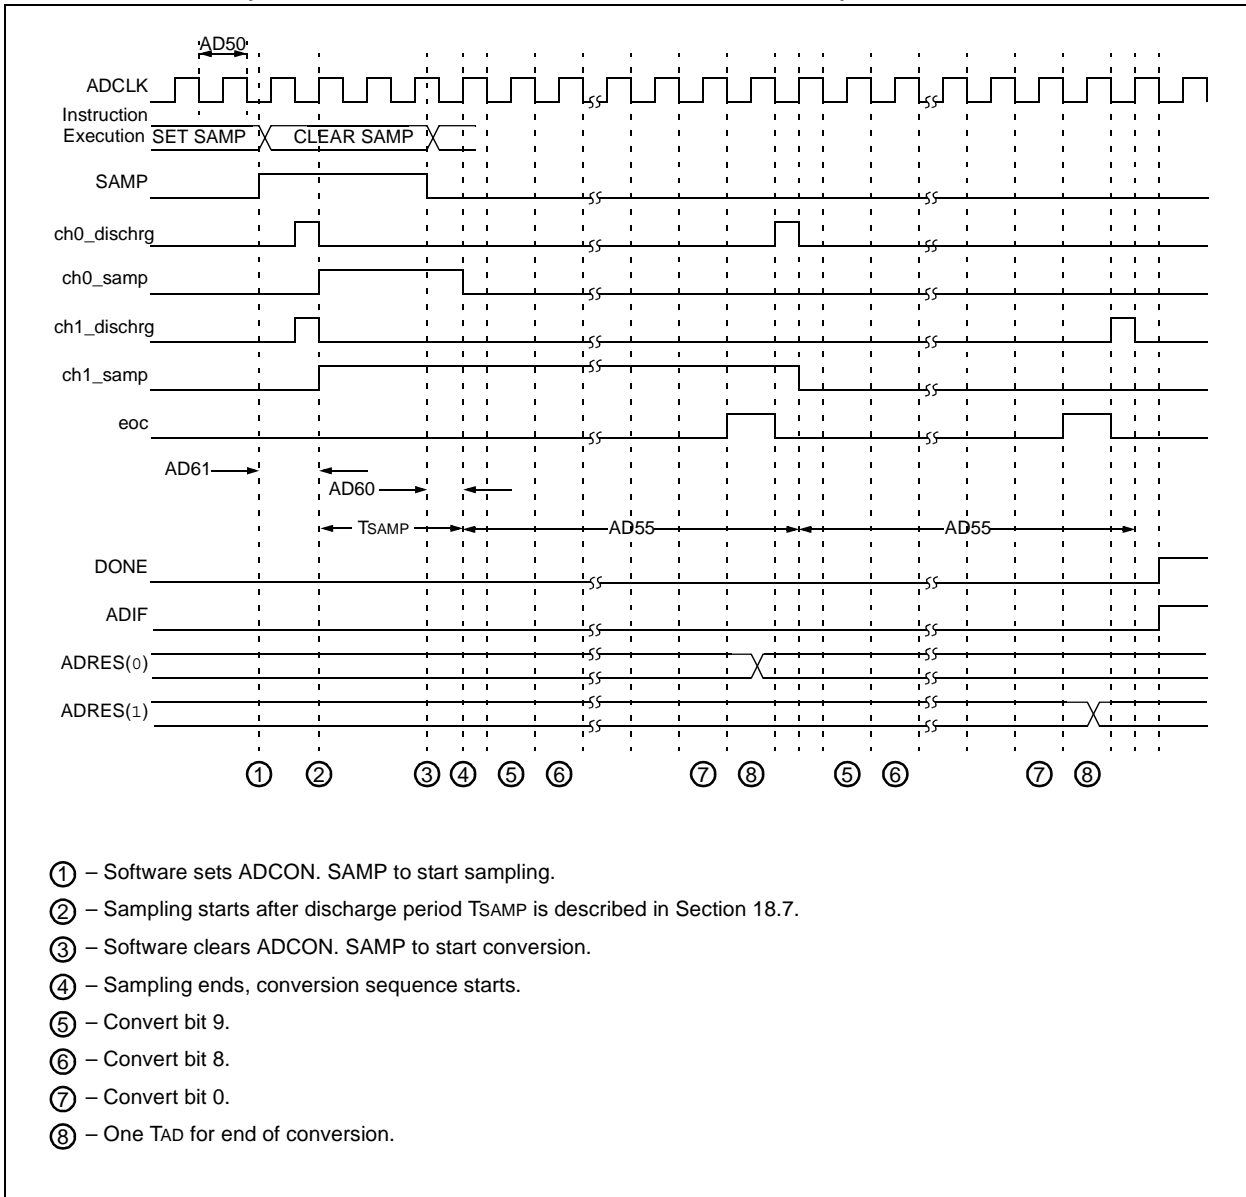 AD50
ADCLK
Instruction
Execution SET SAMP CLEAR SAMP
SAMP
ch0_dischrg
ch0_samp
ch1_dischrg
ch1_samp
eoc
AD61
AD60
TSAMP AD55 AD55
DONE
ADIF
ADRES(0)
ADRES(1)
1 2 3 4 5 6 7 8 5 6 7 8
1 – Software sets ADCON. SAMP to start sampling.
2 – Sampling starts after discharge period TSAMP is described in Section 18.7.
3 – Software clears ADCON. SAMP to start conversion.
4 – Sampling ends, conversion sequence starts.
5 – Convert bit 9.
6 – Convert bit 8.
7 – Convert bit 0.
8 – One TAD for end of conversion.